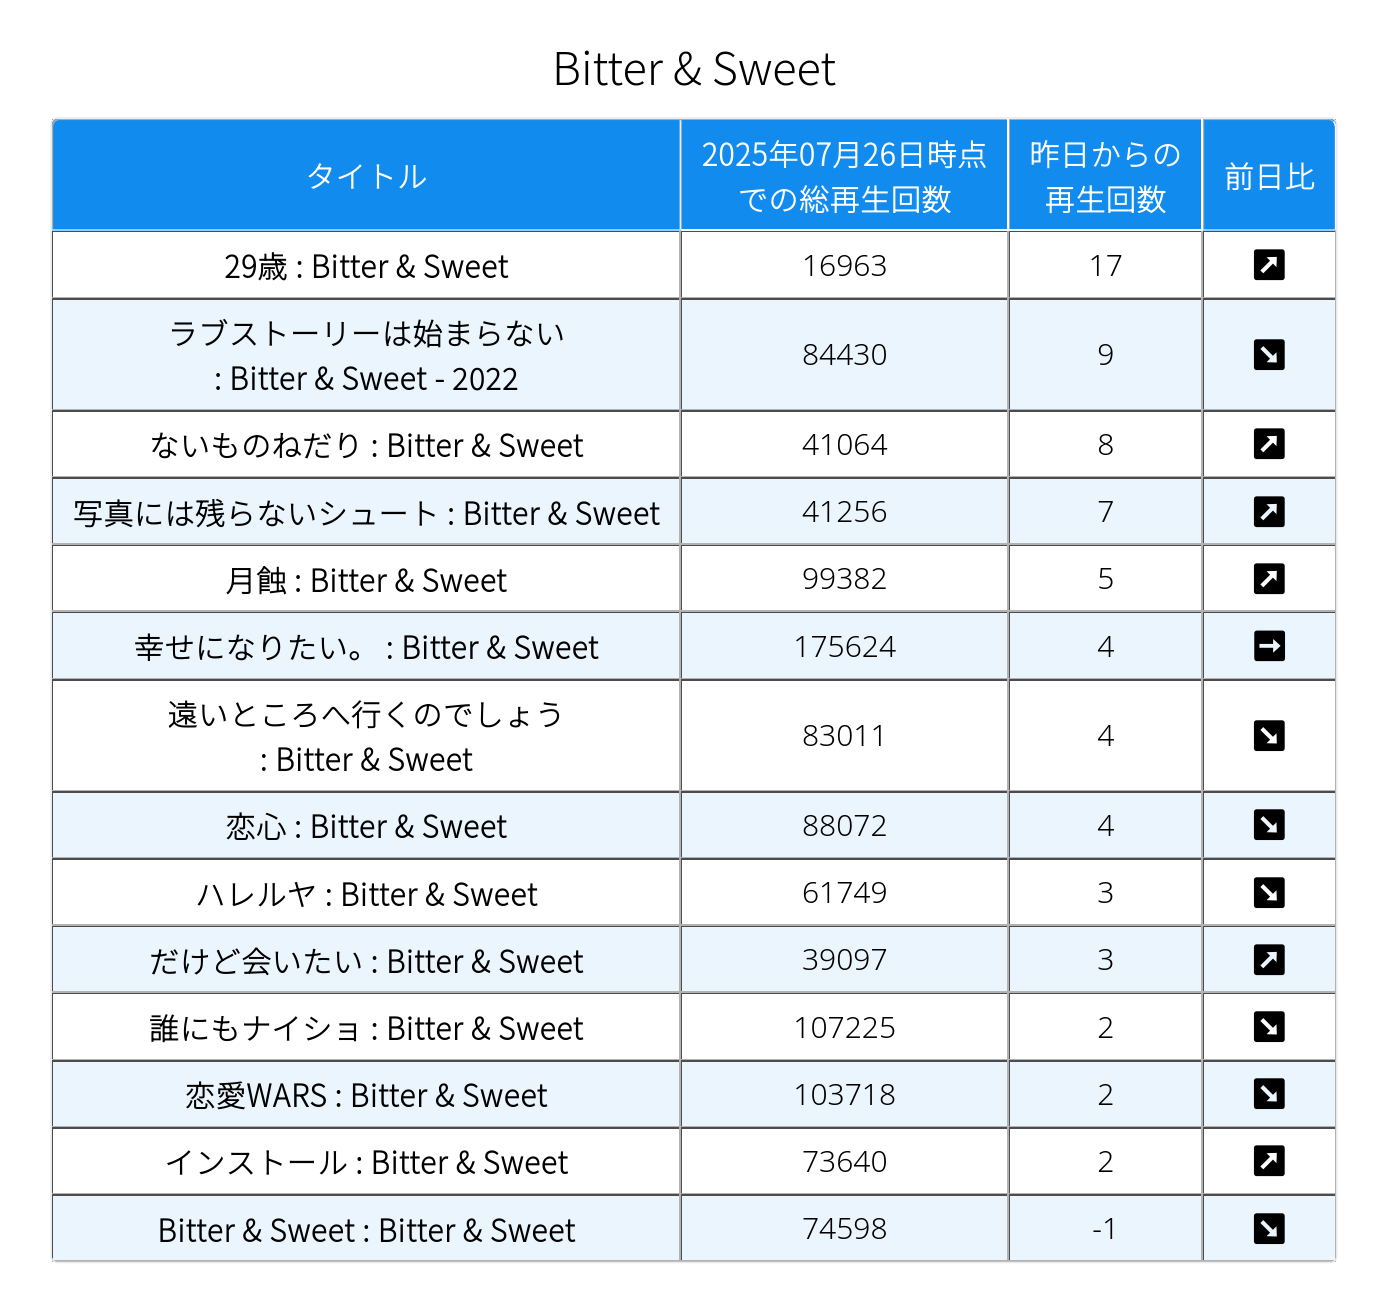 Bitter & Sweet
タイトル
2025年07月26日時点
での総再生回数
昨日からの
再生回数
前日比
29歳 : Bitter & Sweet
16963
17
ラブストーリーは始まらない
: Bitter & Sweet - 2022
84430
9
ないものねだり : Bitter & Sweet
41064
8
写真には残らないシュート : Bitter & Sweet
41256
7
月蝕 : Bitter & Sweet
99382
5
幸せになりたい。 : Bitter & Sweet
175624
4
遠いところへ行くのでしょう
: Bitter & Sweet
83011
4
恋心 : Bitter & Sweet
88072
4
ハレルヤ : Bitter & Sweet
61749
3
だけど会いたい : Bitter & Sweet
39097
3
誰にもナイショ : Bitter & Sweet
107225
2
恋愛WARS : Bitter & Sweet
103718
2
インストール : Bitter & Sweet
73640
2
Bitter & Sweet : Bitter & Sweet
74598
-1